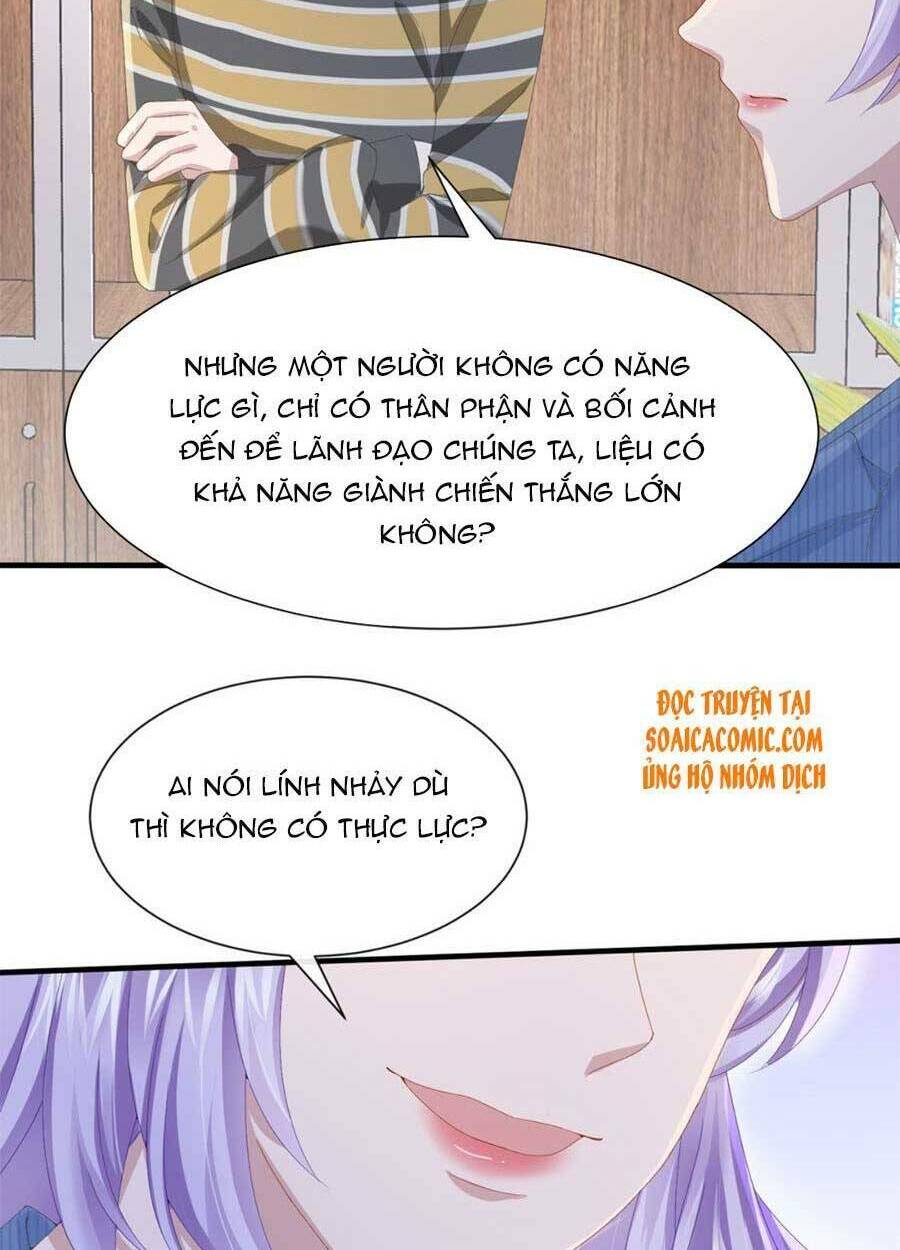 NHƯNG MỘT NGƯỜI KHÔNG CÓ NĂNG
LỰC GÌ, CHỈ CÓ THÂN PHẬN VÀ BỐI CẢNH
ĐẾN ĐỂ LÃNH ĐẠO CHÚNG TA, LIỆU CÓ
KHẢ NĂNG GIÀNH CHIẾN THẮNG LỚN
KHÔNG?
ĐỌC TRUYỆN TẠI
SOAICACOMIC.COM
ỦNG HỘ NHÓM DỊCH
AI NÓI LÍNH NHẢY DÙ
THÌ KHÔNG CÓ THỰC LỰC?